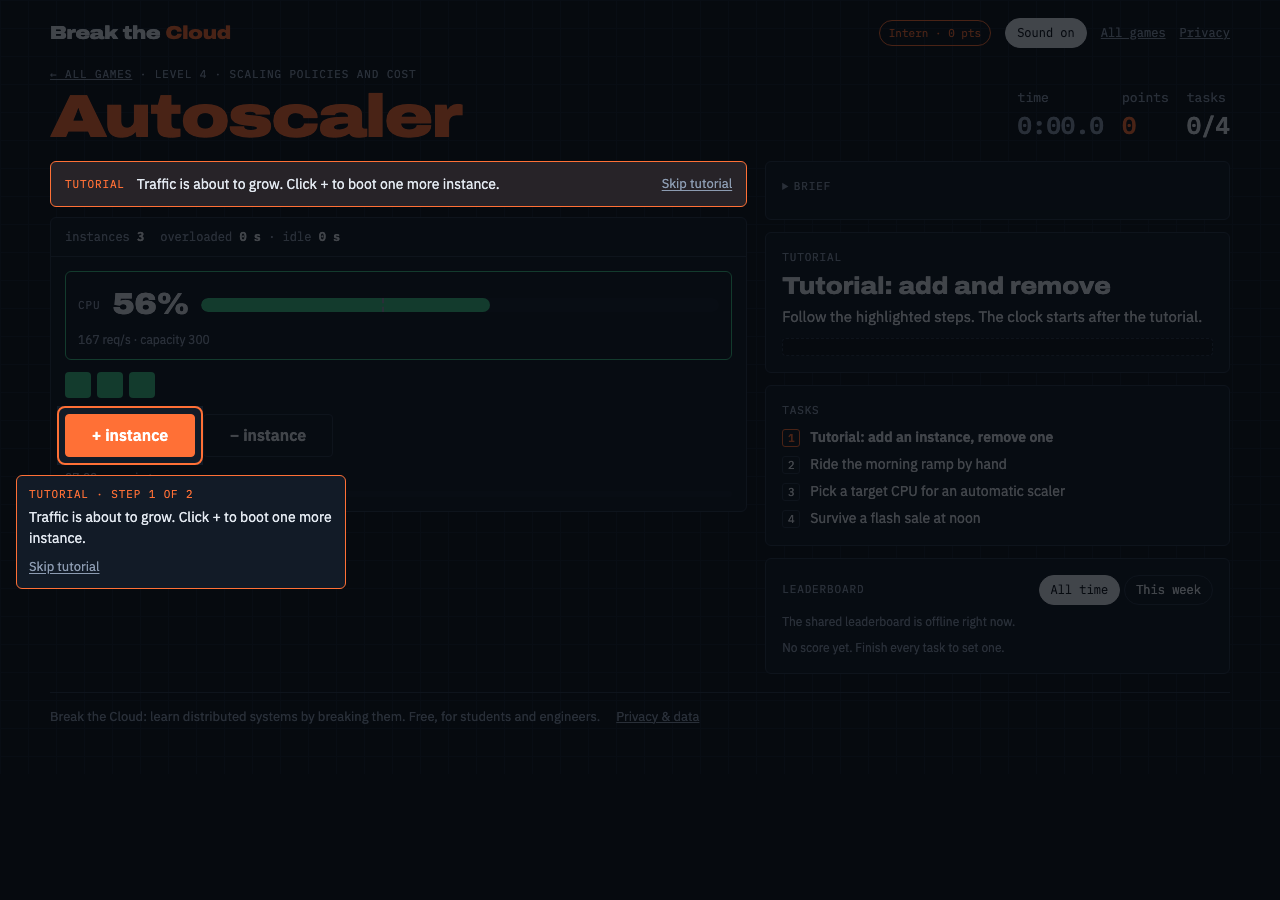 Break the Cloud
Intern · 0 pts
Sound on
All games
Privacy
← ALL GAMES · LEVEL 4 · SCALING POLICIES AND COST
Autoscaler
time
points
tasks
0:00.0
0
0/4
TUTORIAL Traffic is about to grow. Click + to boot one more instance.
Skip tutorial
instances 3 overloaded 0 s · idle 0 s
CPU 56%
167 req/s · capacity 300
+ instance
− instance
TUTORIAL · STEP 1 OF 2
Traffic is about to grow. Click + to boot one more
instance.
Skip tutorial
▶ BRIEF
TUTORIAL
Tutorial: add and remove
Follow the highlighted steps. The clock starts after the tutorial.
TASKS
1 Tutorial: add an instance, remove one
2 Ride the morning ramp by hand
3 Pick a target CPU for an automatic scaler
4 Survive a flash sale at noon
LEADERBOARD
All time
This week
The shared leaderboard is offline right now.
No score yet. Finish every task to set one.
Break the Cloud: learn distributed systems by breaking them. Free, for students and engineers.
Privacy & data